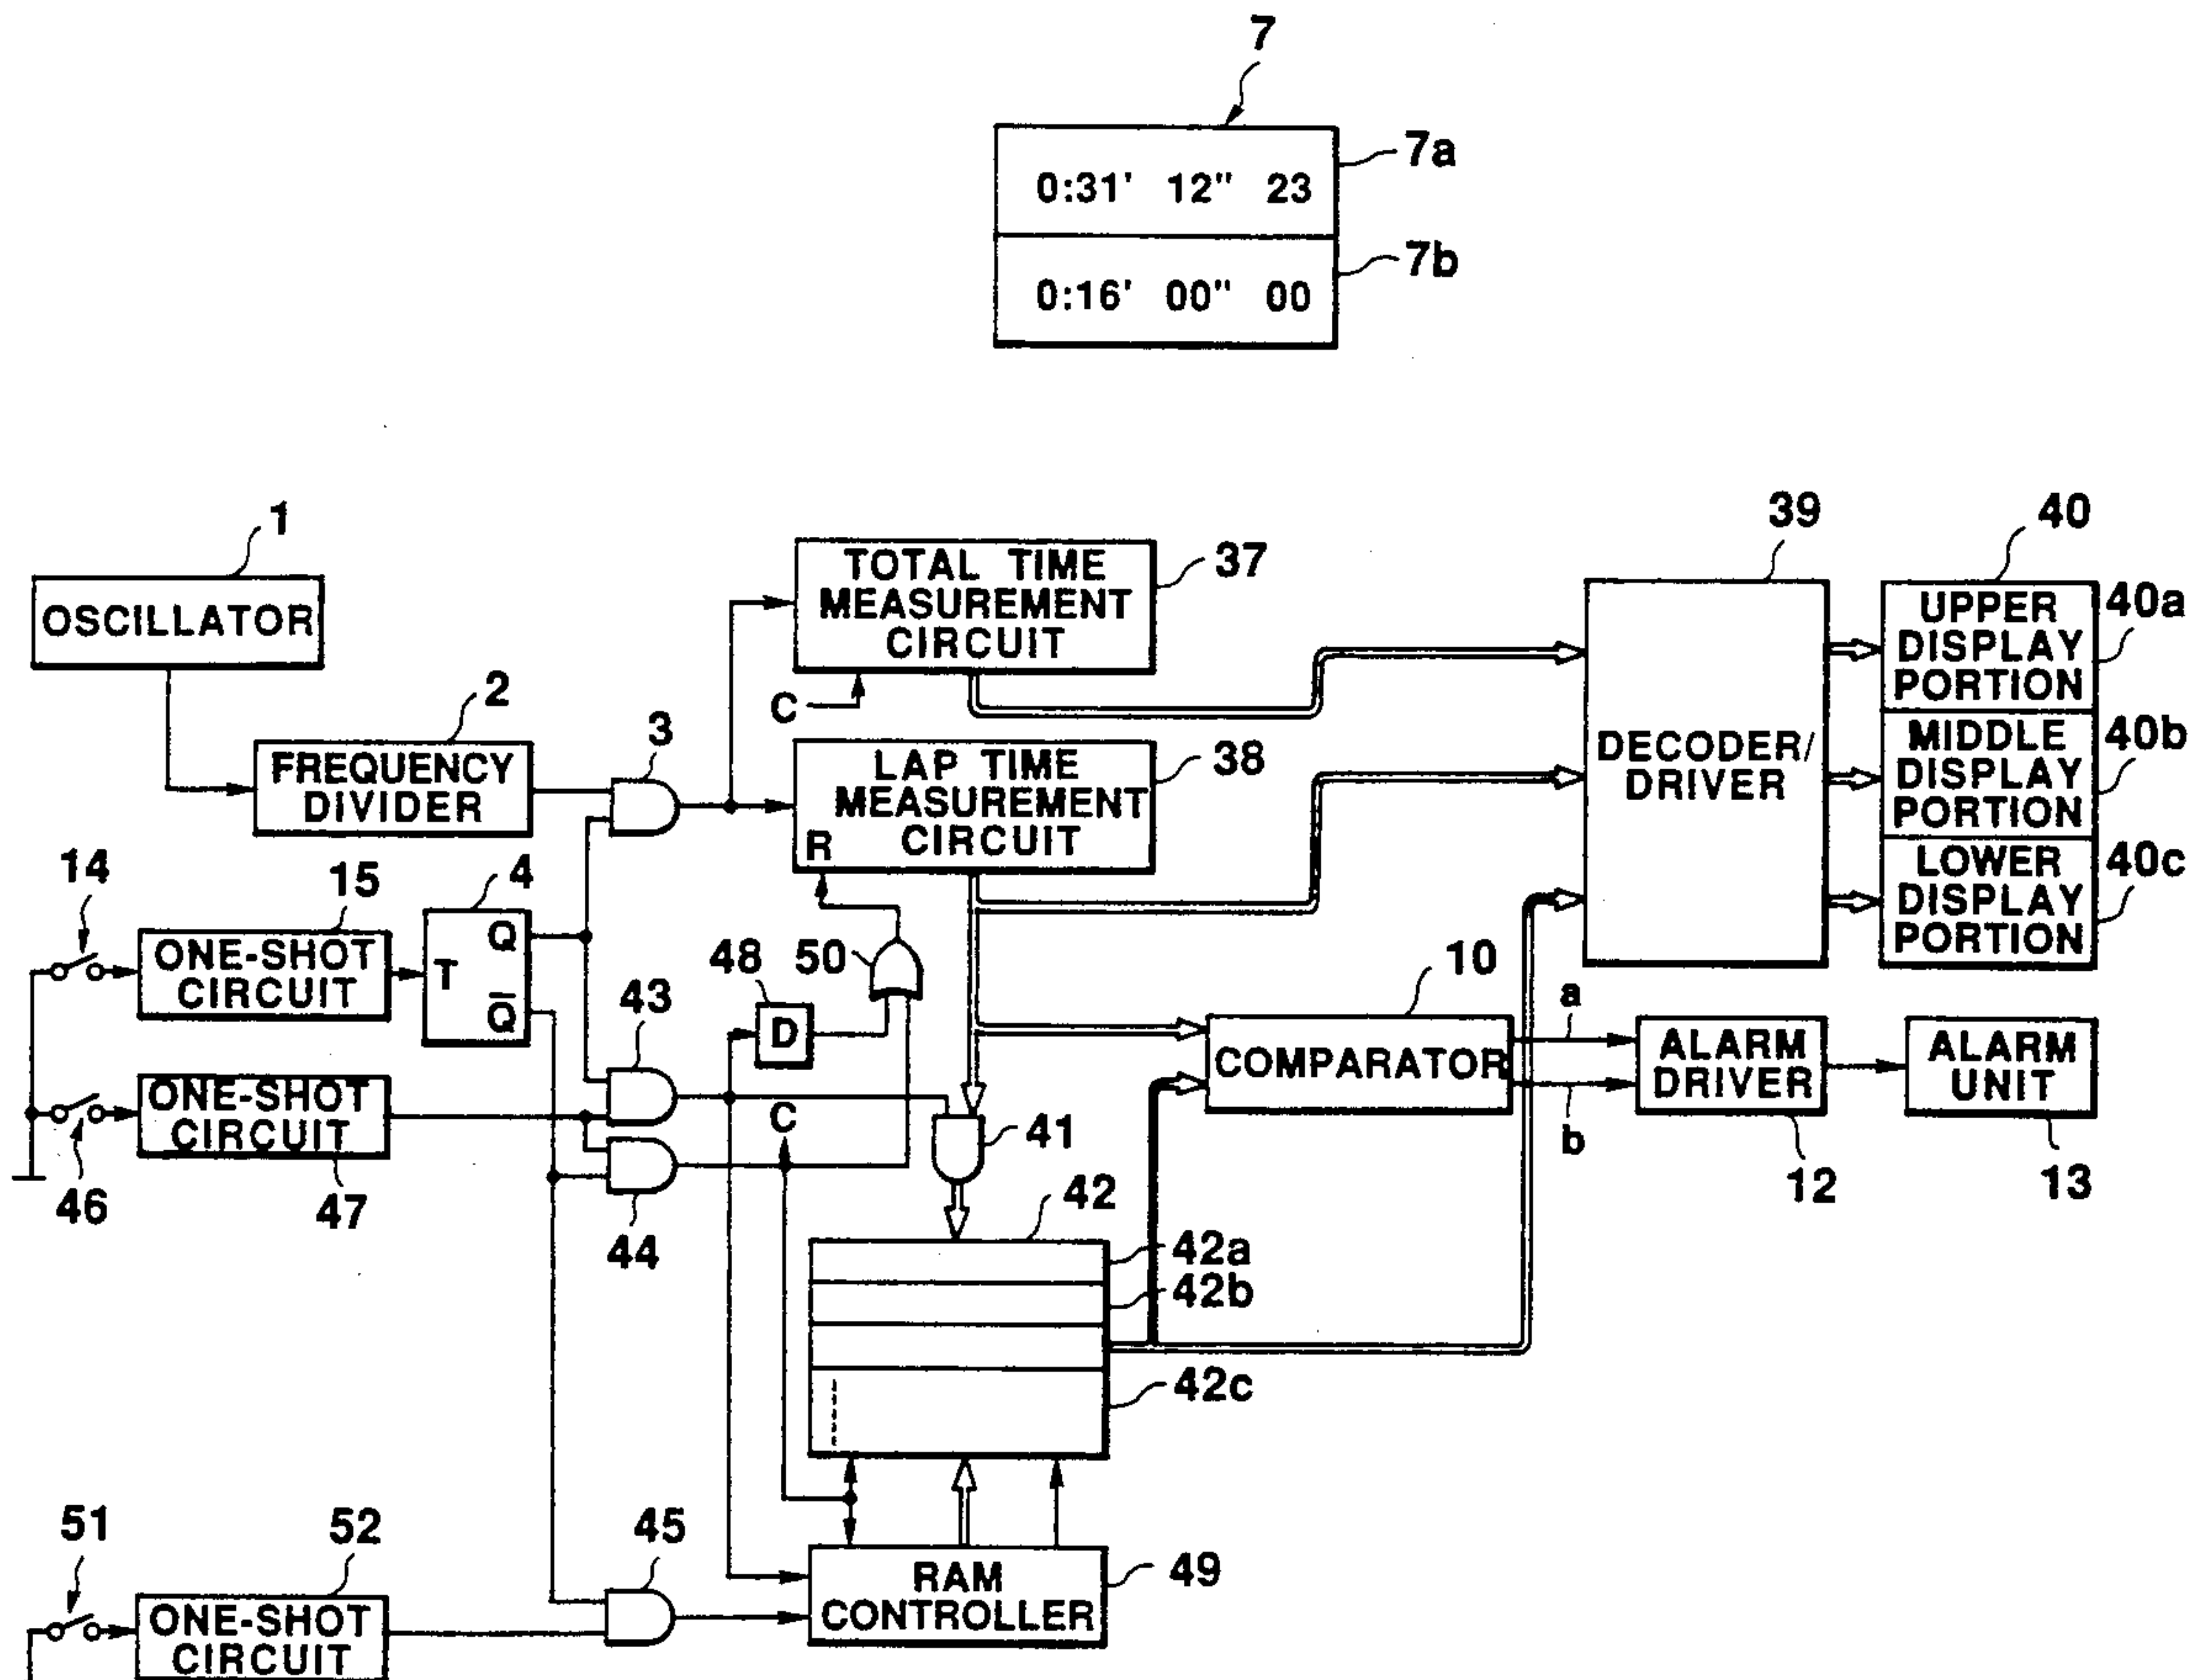 7
7a
0:31' 12" 23
7b
0:16' 00" 00
1
OSCILLATOR
2
FREQUENCY
DIVIDER
3
37
TOTAL TIME
MEASUREMENT
CIRCUIT
C
38
LAP TIME
MEASUREMENT
CIRCUIT
R
39
DECODER/
DRIVER
40
UPPER
DISPLAY
PORTION
40a
MIDDLE
DISPLAY
PORTION
40b
LOWER
DISPLAY
PORTION
40c
14
15
ONE-SHOT
CIRCUIT
4
T
Q
Q̅
43
48
D
50
10
COMPARATOR
a
b
ALARM
DRIVER
12
ALARM
UNIT
13
46
ONE-SHOT
CIRCUIT
47
44
C
41
42
42a
42b
42c
51
52
ONE-SHOT
CIRCUIT
45
RAM
CONTROLLER
49